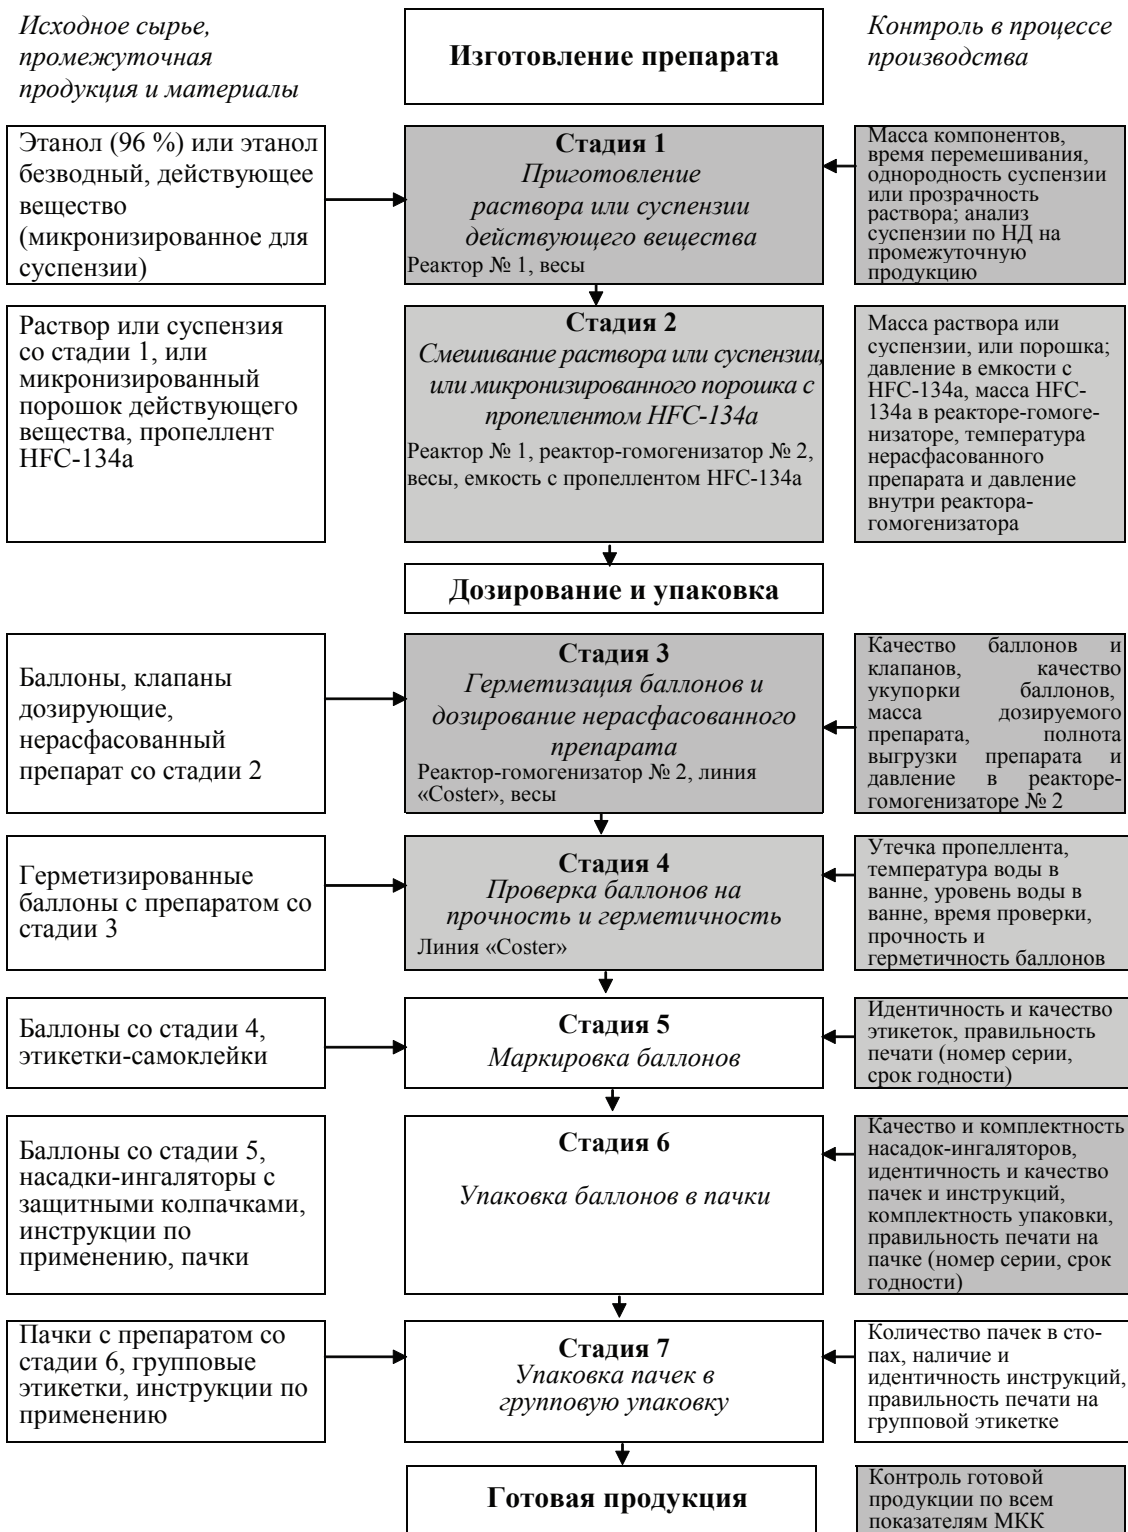 Исходное сырье,
промежуточная
продукция и материалы
Изготовление препарата
Контроль в процессе
производства
Этанол (96 %) или этанол
безводный, действующее
вещество
(микронизированное для
суспензии)
Стадия 1
Приготовление
раствора или суспензии
действующего вещества
Реактор № 1, весы
Масса компонентов,
время перемешивания,
однородность суспензии
или прозрачность
раствора; анализ
суспензии по НД на
промежуточную
продукцию
Раствор или суспензия
со стадии 1, или
микронизированный
порошок действующего
вещества, пропеллент
HFC-134a
Стадия 2
Смешивание раствора или суспензии,
или микронизированного порошка с
пропеллентом HFC-134a
Реактор № 1, реактор-гомогенизатор № 2,
весы, емкость с пропеллентом HFC-134a
Масса раствора или
суспензии, или порошка;
давление в емкости с
HFC-134a, масса HFC-
134a в реакторе-гомоге-
низаторе, температура
нерасфасованного
препарата и давление
внутри реактора-
гомогенизатора
Дозирование и упаковка
Баллоны, клапаны
дозирующие,
нерасфасованный
препарат со стадии 2
Стадия 3
Герметизация баллонов и
дозирование нерасфасованного
препарата
Реактор-гомогенизатор № 2, линия
«Coster», весы
Качество баллонов и
клапанов, качество
укупорки баллонов,
масса дозируемого
препарата, полнота
выгрузки препарата и
давление в реакторе-
гомогенизаторе № 2
Герметизированные
баллоны с препаратом со
стадии 3
Стадия 4
Проверка баллонов на
прочность и герметичность
Линия «Coster»
Утечка пропеллента,
температура воды в
ванне, уровень воды в
ванне, время проверки,
прочность и
герметичность баллонов
Баллоны со стадии 4,
этикетки-самоклейки
Стадия 5
Маркировка баллонов
Идентичность и качество
этикеток, правильность
печати (номер серии,
срок годности)
Баллоны со стадии 5,
насадки-ингаляторы с
защитными колпачками,
инструкции по
применению, пачки
Стадия 6
Упаковка баллонов в пачки
Качество и комплектность
насадок-ингаляторов,
идентичность и качество
пачек и инструкций,
комплектность упаковки,
правильность печати на
пачке (номер серии, срок
годности)
Пачки с препаратом со
стадии 6, групповые
этикетки, инструкции по
применению
Стадия 7
Упаковка пачек в
групповую упаковку
Количество пачек в сто-
пах, наличие и
идентичность инструкций,
правильность печати на
групповой этикетке
Готовая продукция
Контроль готовой
продукции по всем
показателям МКК